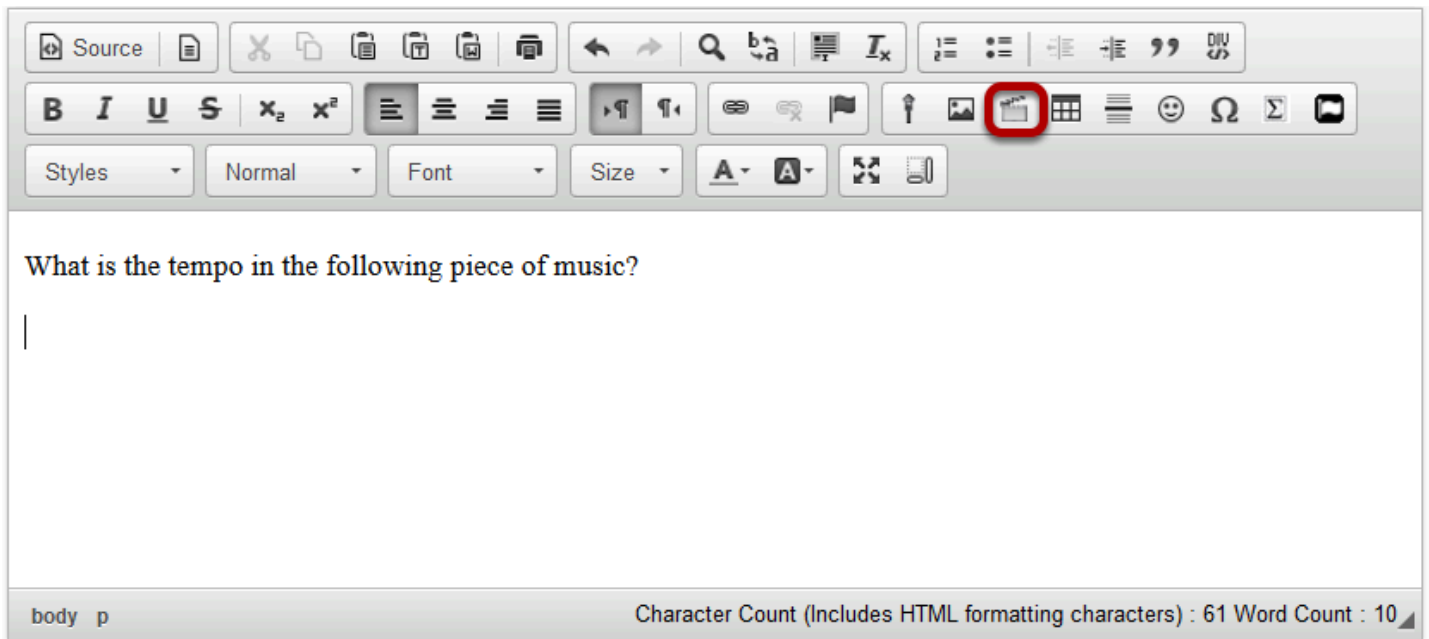 Source
Styles Normal Font Size
What is the tempo in the following piece of music?
body p Character Count (Includes HTML formatting characters) : 61 Word Count : 10